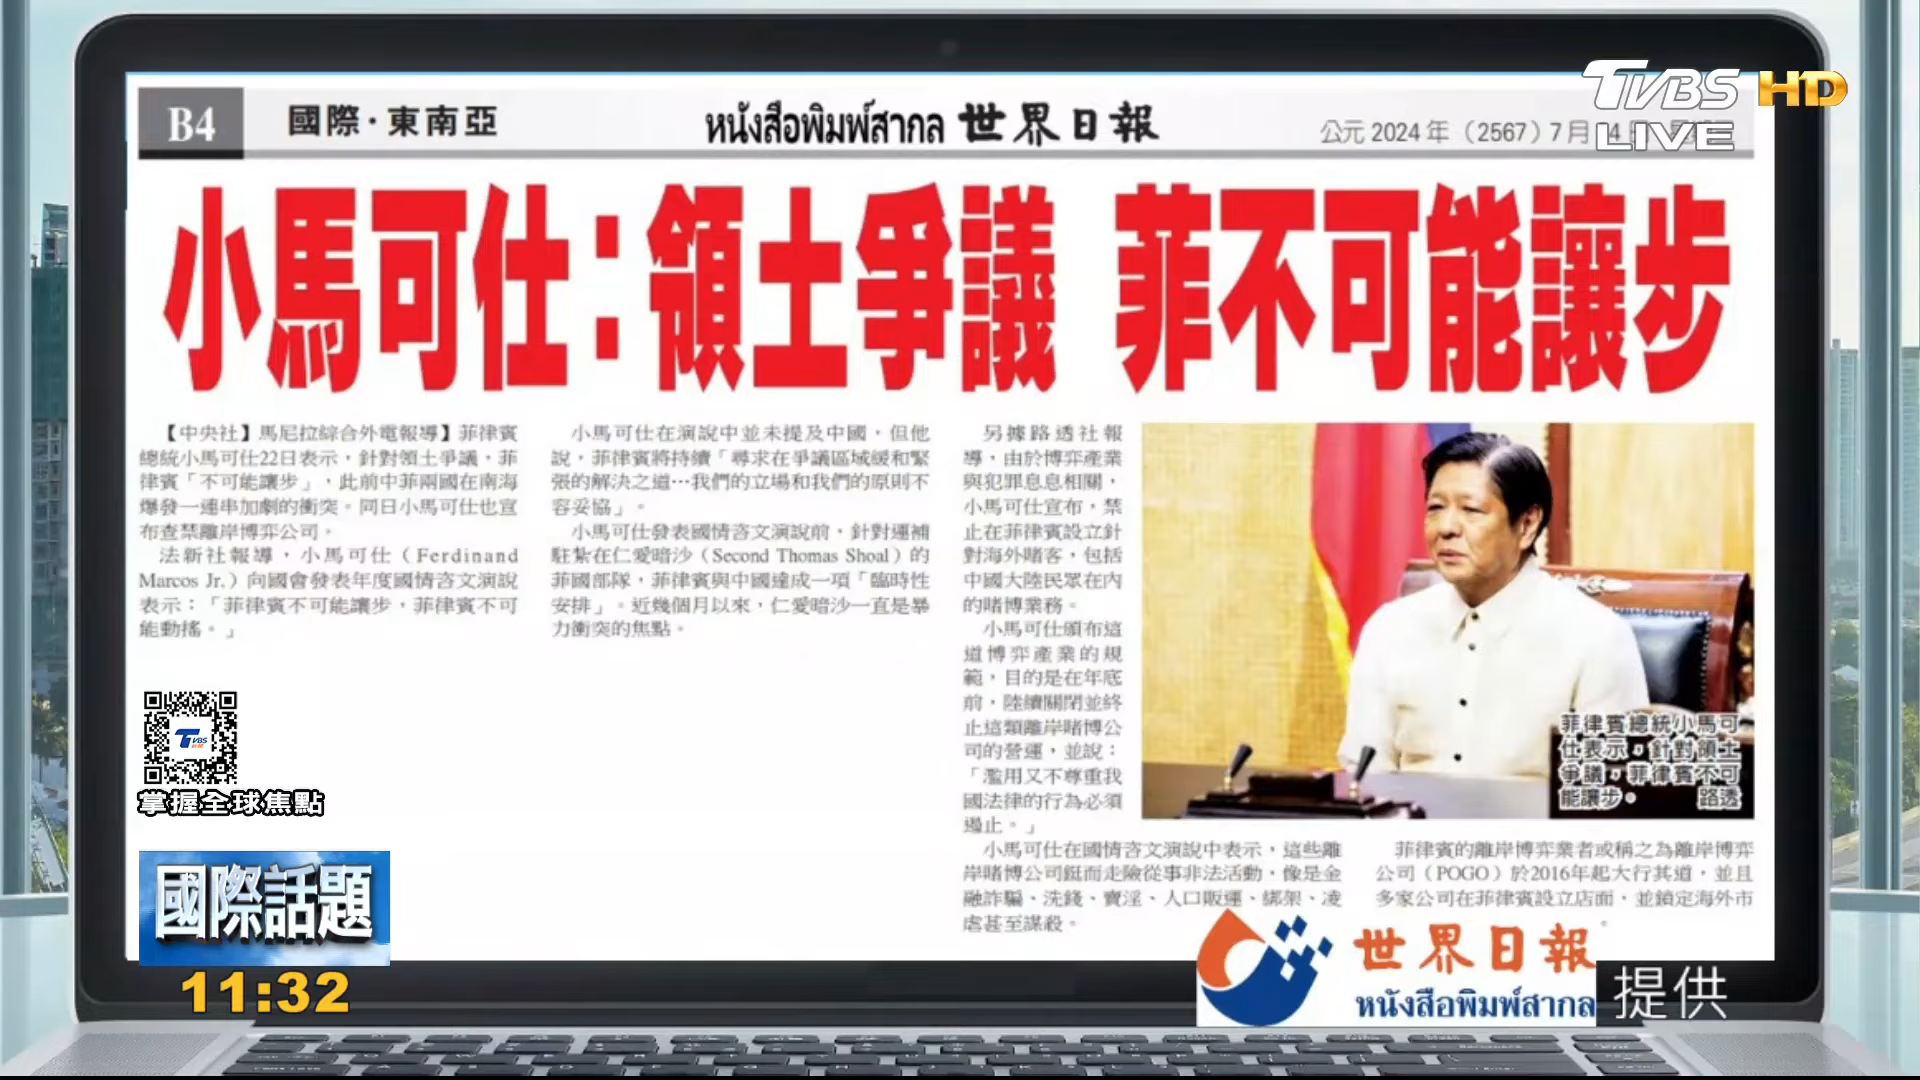 TVBS HD
LIVE
B4
國際·東南亞
หนังสือพิมพ์สากล 世界日報
公元 2024 年（2567）7 月
小馬可仕：領土爭議 菲不可能讓步
【中央社】馬尼拉綜合外電報導】菲律賓
總統小馬可仕22日表示，針對領土爭議，菲
律賓「不可能讓步」，此前中菲兩國在南海
爆發一連串加劇的衝突。同日小馬可仕也宣
布查禁離岸博弈公司。
法新社報導，小馬可仕（Ferdinand
Marcos Jr.）向國會發表年度國情咨文演說
表示：「菲律賓不可能讓步，菲律賓不可
能動搖。」
小馬可仕在演說中並未提及中國，但他
說，菲律賓將持續「尋求在爭議區域緩和緊
張的解決之道…我們的立場和我們的原則不
容妥協」。
小馬可仕發表國情咨文演說前，針對運補
駐紮在仁愛暗沙（Second Thomas Shoal）的
菲國部隊，菲律賓與中國達成一項「臨時性
安排」。近幾個月以來，仁愛暗沙一直是暴
力衝突的焦點。
另據路透社報
導，由於博弈產業
與犯罪息息相關，
小馬可仕宣布，禁
止在菲律賓設立針
對海外賭客，包括
中國大陸民眾在內
的賭博業務。
小馬可仕頒布這
道博弈產業的規
範，目的是在年底
前，陸續關閉並終
止這類離岸賭博公
司的營運，並說：
「濫用又不尊重我
國法律的行為必須
遏止。」
小馬可仕在國情咨文演說中表示，這些離
岸賭博公司鋌而走險從事非法活動，像是金
融詐騙、洗錢、賣淫、人口販運、綁架、凌
虐甚至謀殺。
菲律賓總統小馬可
仕表示，針對領土
爭議，菲律賓不可
能讓步。 路透
菲律賓的離岸博弈業者或稱之為離岸博弈
公司（POGO）於2016年起大行其道，並且
多家公司在菲律賓設立店面，並鎖定海外市
TVBS
掌握全球焦點
國際話題
11:32
世界日報
หนังสือพิมพ์สากล
提供